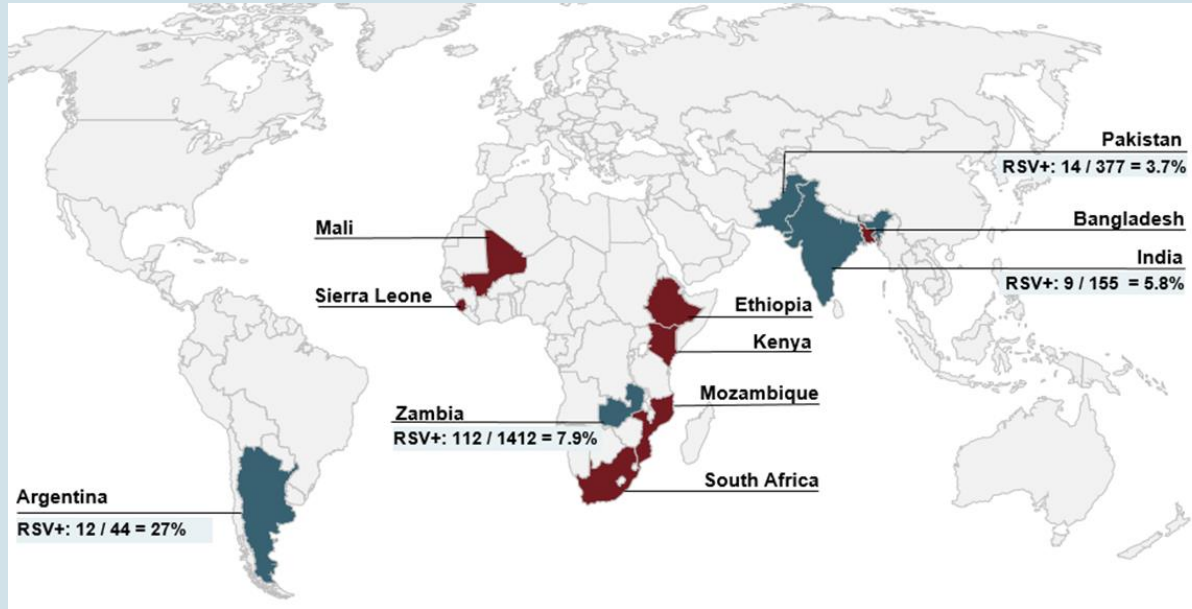 Pakistan
RSV+: 14 / 377 = 3.7%
Bangladesh
India
RSV+: 9 / 155 = 5.8%
Mali
Sierra Leone
Ethiopia
Kenya
Mozambique
Zambia
RSV+: 112 / 1412 = 7.9%
South Africa
Argentina
RSV+: 12 / 44 = 27%